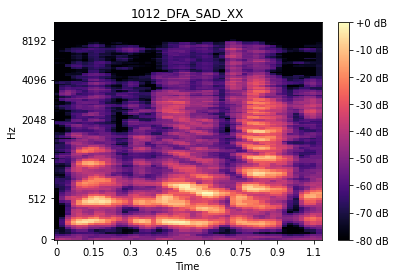 1012_DFA_SAD_XX
Hz
8192
4096
2048
1024
512
0
0
0.15
0.3
0.45
0.6
0.75
0.9
1.1
Time
+0 dB
-10 dB
-20 dB
-30 dB
-40 dB
-50 dB
-60 dB
-70 dB
-80 dB